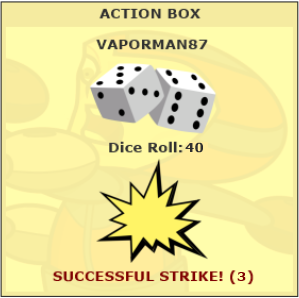 ACTION BOX
VAPORMAN87
Dice Roll:40
SUCCESSFUL STRIKE! (3)